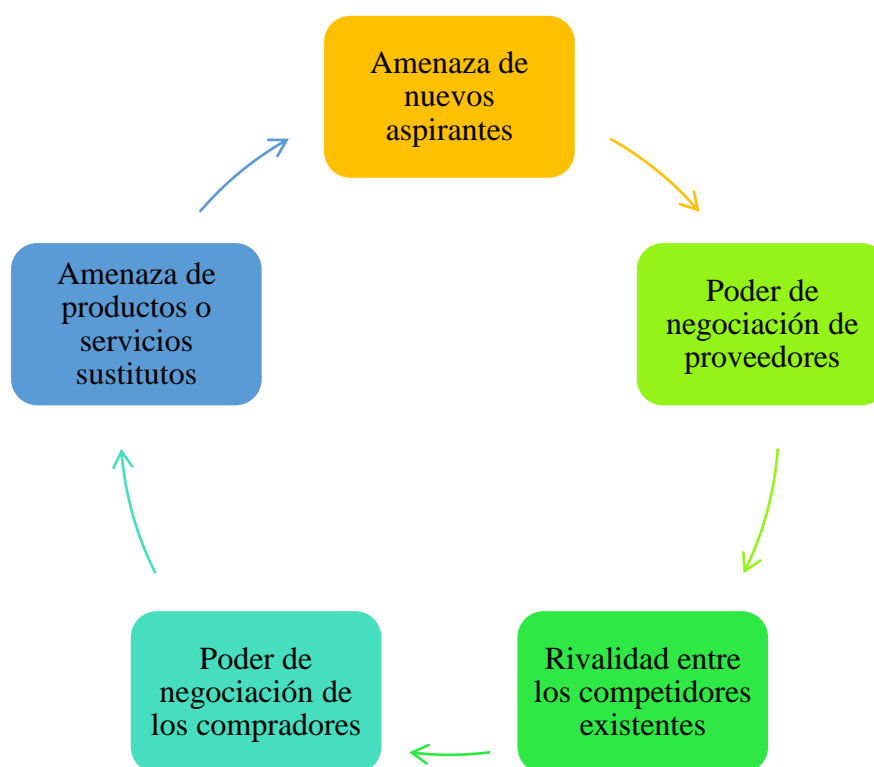 Amenaza de
nuevos
aspirantes
Poder de
negociación de
proveedores
Rivalidad entre
los competidores
existentes
Poder de
negociación de
los compradores
Amenaza de
productos o
servicios
sustitutos